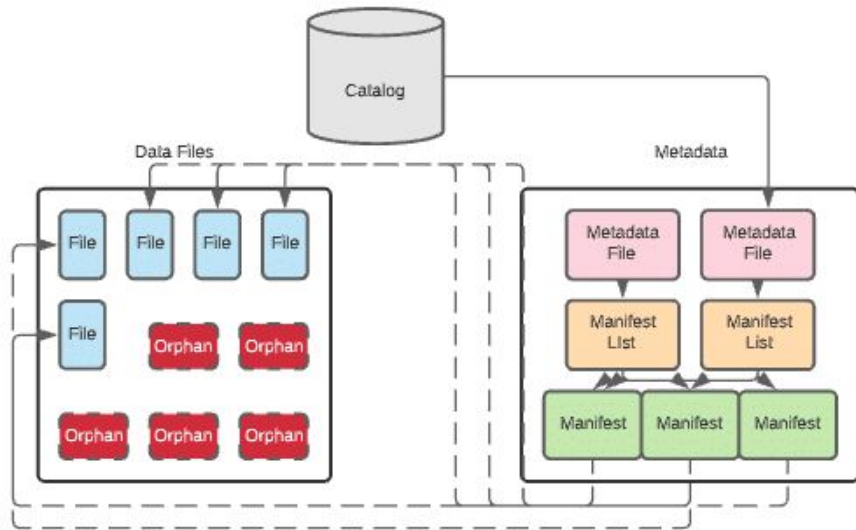 Catalog
Data Files
Metadata
File
File
File
File
Metadata
File
Metadata
File
File
Orphan
Orphan
Manifest
LIst
Manifest
List
Orphan
Orphan
Orphan
Manifest
Manifest
Manifest